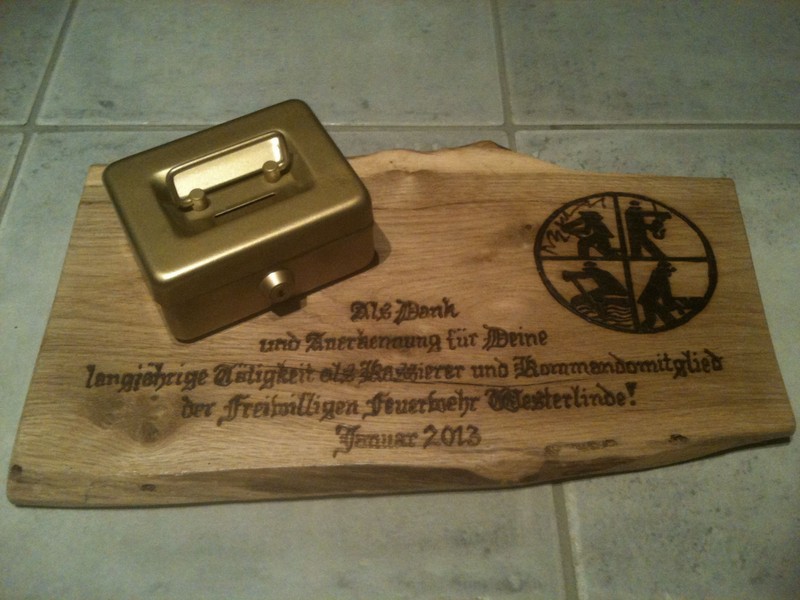 Als Dank
und Anerkennung für Deine
langjährige Tätigkeit als Kassierer und Kommandomitglied
der Freiwilligen Feuerwehr Westerlinde!
Januar 2013